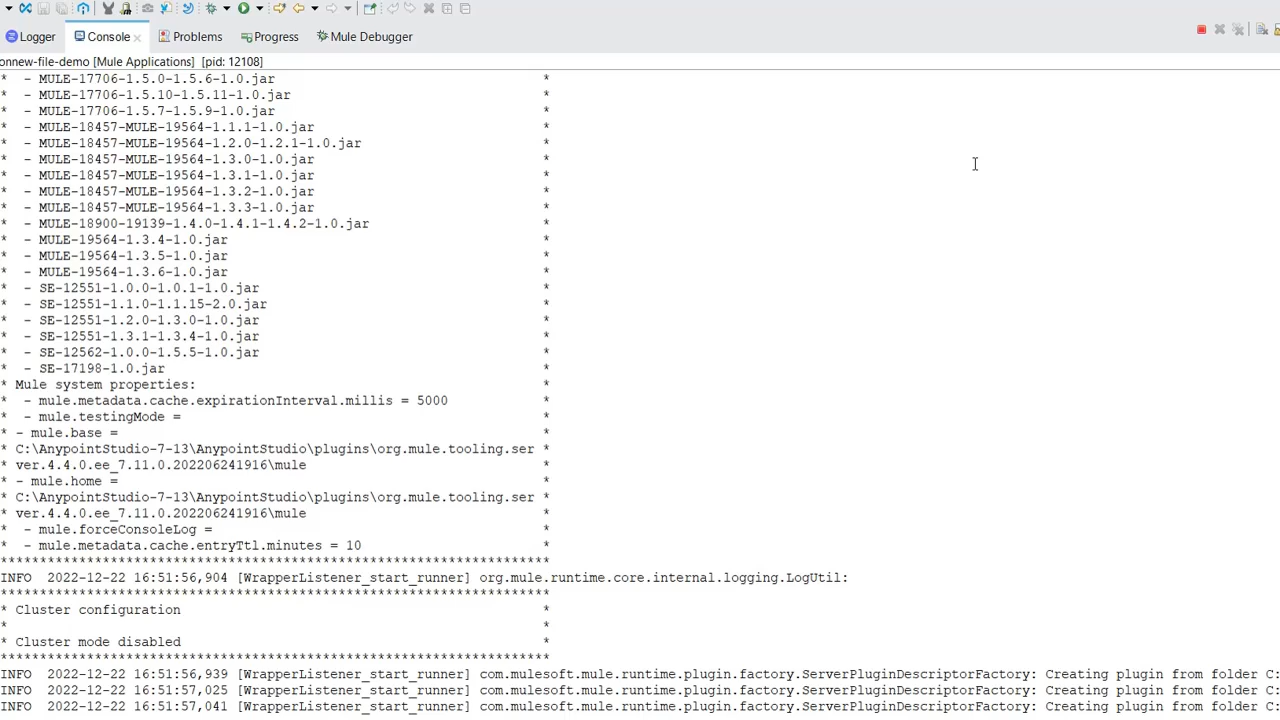 Logger Console Problems Progress Mule Debugger
onnew-file-demo [Mule Applications] [pid: 12108]
* - MULE-17706-1.5.0-1.5.6-1.0.jar *
* - MULE-17706-1.5.10-1.5.11-1.0.jar *
* - MULE-17706-1.5.7-1.5.9-1.0.jar *
* - MULE-18457-MULE-19564-1.1.1-1.0.jar *
* - MULE-18457-MULE-19564-1.2.0-1.2.1-1.0.jar *
* - MULE-18457-MULE-19564-1.3.0-1.0.jar *
* - MULE-18457-MULE-19564-1.3.1-1.0.jar *
* - MULE-18457-MULE-19564-1.3.2-1.0.jar *
* - MULE-18457-MULE-19564-1.3.3-1.0.jar *
* - MULE-18900-19139-1.4.0-1.4.1-1.4.2-1.0.jar *
* - MULE-19564-1.3.4-1.0.jar *
* - MULE-19564-1.3.5-1.0.jar *
* - MULE-19564-1.3.6-1.0.jar *
* - SE-12551-1.0.0-1.0.1-1.0.jar *
* - SE-12551-1.1.0-1.1.15-2.0.jar *
* - SE-12551-1.2.0-1.3.0-1.0.jar *
* - SE-12551-1.3.1-1.3.4-1.0.jar *
* - SE-12562-1.0.0-1.5.5-1.0.jar *
* - SE-17198-1.0.jar *
* Mule system properties: *
* - mule.metadata.cache.expirationInterval.millis = 5000 *
* - mule.testingMode = *
* - mule.base = *
* C:\AnypointStudio-7-13\AnypointStudio\plugins\org.mule.tooling.ser *
* ver.4.4.0.ee_7.11.0.202206241916\mule *
* - mule.home = *
* C:\AnypointStudio-7-13\AnypointStudio\plugins\org.mule.tooling.ser *
* ver.4.4.0.ee_7.11.0.202206241916\mule *
* - mule.forceConsoleLog = *
* - mule.metadata.cache.entryTtl.minutes = 10 *
**********************************************************************
INFO 2022-12-22 16:51:56,904 [WrapperListener_start_runner] org.mule.runtime.core.internal.logging.LogUtil:
**********************************************************************
* Cluster configuration *
* *
* Cluster mode disabled *
**********************************************************************
INFO 2022-12-22 16:51:56,939 [WrapperListener_start_runner] com.mulesoft.mule.runtime.plugin.factory.ServerPluginDescriptorFactory: Creating plugin from folder C:
INFO 2022-12-22 16:51:57,025 [WrapperListener_start_runner] com.mulesoft.mule.runtime.plugin.factory.ServerPluginDescriptorFactory: Creating plugin from folder C:
INFO 2022-12-22 16:51:57,041 [WrapperListener_start_runner] com.mulesoft.mule.runtime.plugin.factory.ServerPluginDescriptorFactory: Creating plugin from folder C: